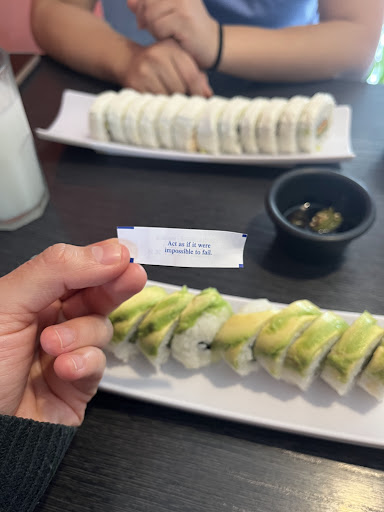 Act as if it were
impossible to fail.